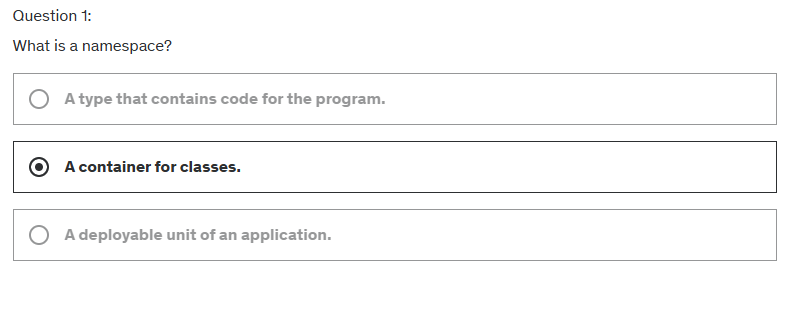 Question 1:
What is a namespace?
A type that contains code for the program.
A container for classes.
A deployable unit of an application.